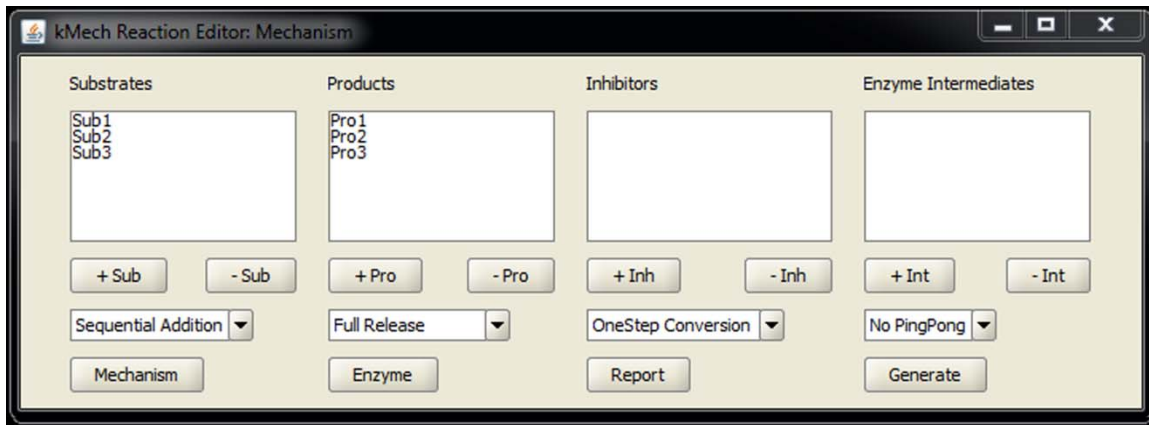 kMech Reaction Editor: Mechanism
Substrates Products Inhibitors Enzyme Intermediates
Sub1 Pro1
Sub2 Pro2
Sub3 Pro3
+ Sub - Sub + Pro - Pro + Inh - Inh + Int - Int
Sequential Addition Full Release OneStep Conversion No PingPong
Mechanism Enzyme Report Generate